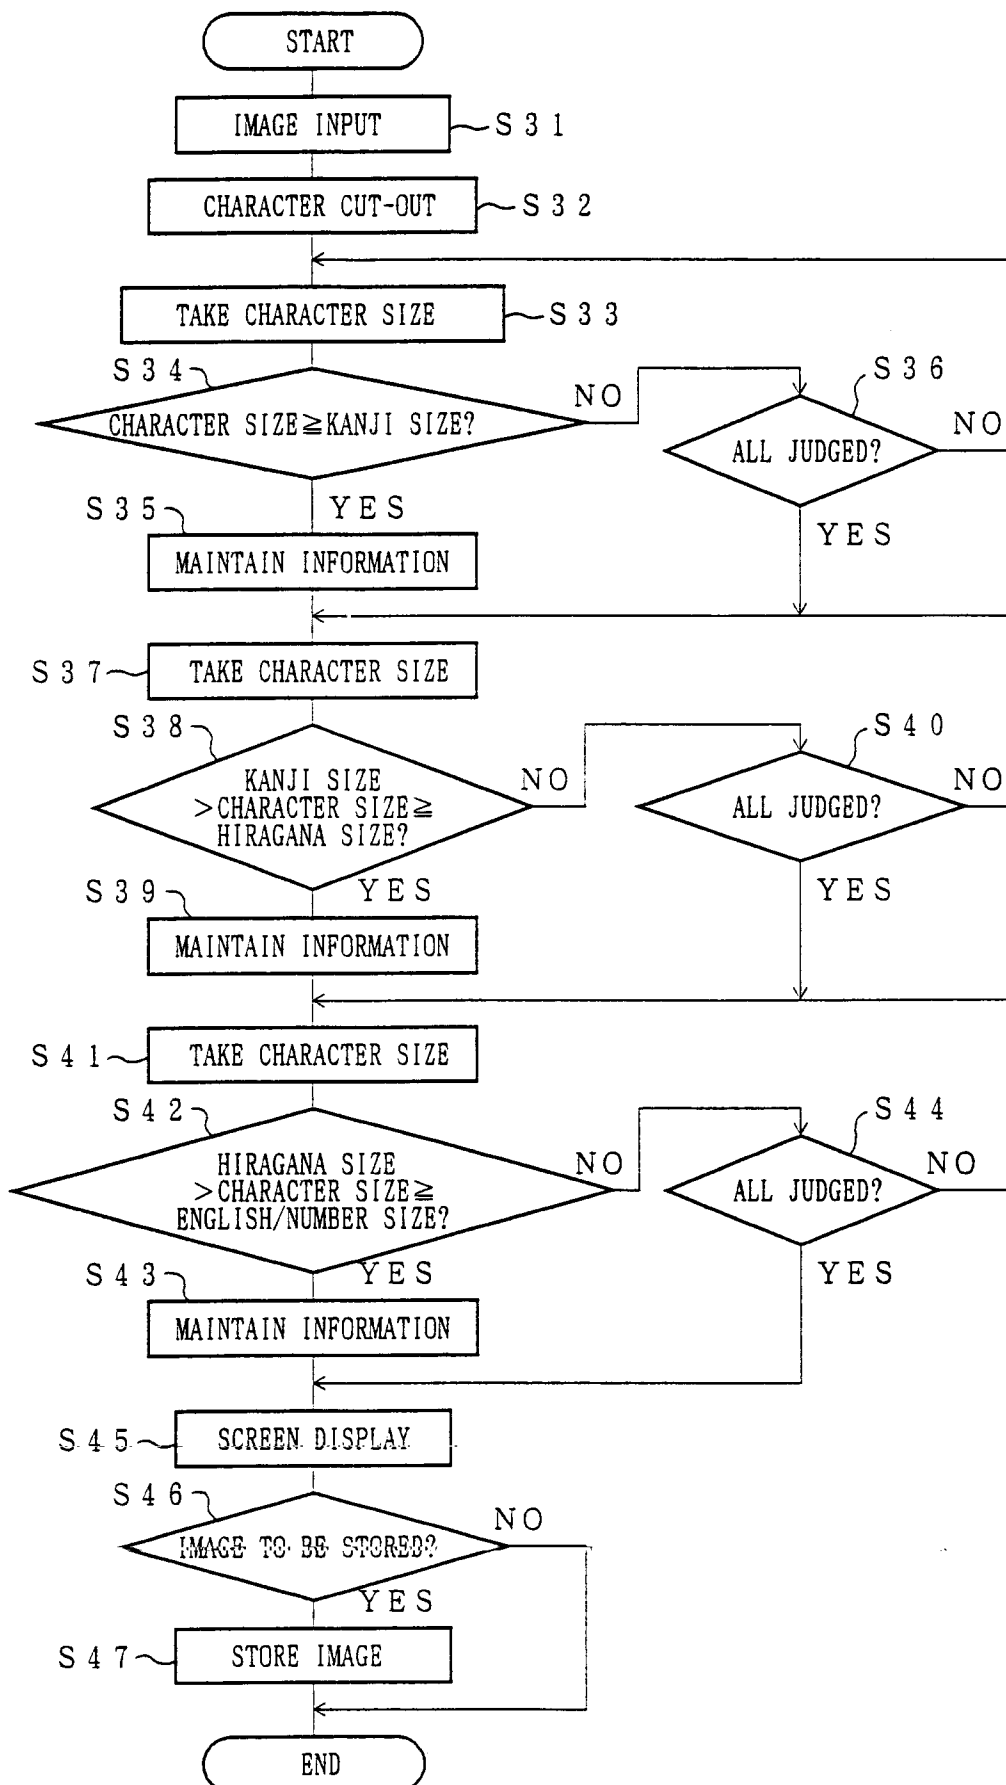 START
IMAGE INPUT
S31
CHARACTER CUT-OUT
S32
TAKE CHARACTER SIZE
S33
S34
CHARACTER SIZE≧KANJI SIZE?
NO
S36
ALL JUDGED?
NO
YES
YES
S35
MAINTAIN INFORMATION
S37
TAKE CHARACTER SIZE
S38
KANJI SIZE
>CHARACTER SIZE≧
HIRAGANA SIZE?
NO
S40
ALL JUDGED?
NO
YES
YES
S39
MAINTAIN INFORMATION
S41
TAKE CHARACTER SIZE
S42
HIRAGANA SIZE
>CHARACTER SIZE≧
ENGLISH/NUMBER SIZE?
NO
S44
ALL JUDGED?
NO
YES
YES
S43
MAINTAIN INFORMATION
S45
SCREEN DISPLAY
S46
IMAGE TO BE STORED?
NO
YES
S47
STORE IMAGE
END